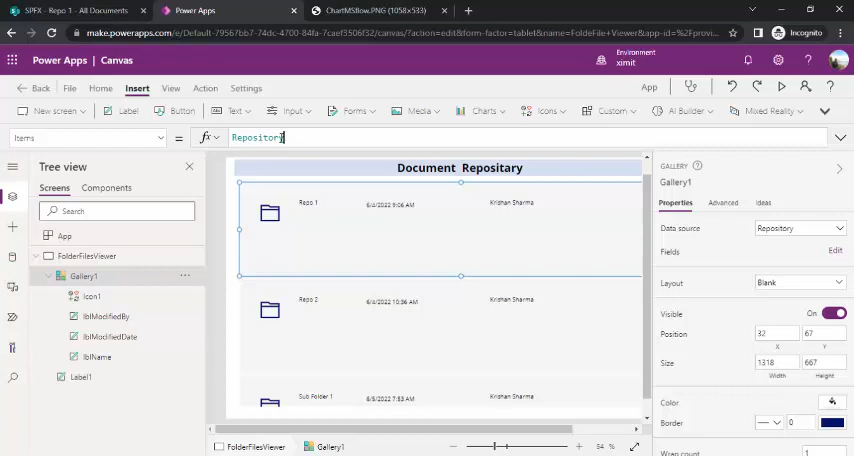 SPFX - Repo 1 - All Documents
Power Apps
ChartMSflow.PNG (1058×533)
make.powerapps.com/e/Default-79567bb7-74dc-4700-84fa-7caef3506f32/canvas/?action=edit&form-factor=tablet&name=FoldeFile+Viewer&app-id=%2Fprovi...
Incognito
Power Apps | Canvas
Environment
ximit
Back
File
Home
Insert
View
Action
Settings
App
New screen
Label
Button
Text
Input
Forms
Media
Charts
Icons
Custom
AI Builder
Mixed Reality
Items
=
fx
Repository
Tree view
Screens
Components
Search
App
FolderFilesViewer
Gallery1
Icon1
lblModifiedBy
lblModifiedDate
lblName
Label1
Document Repositary
Repo 1
6/4/2022 9:06 AM
Krishan Sharma
Repo 2
6/4/2022 10:36 AM
Krishan Sharma
Sub Folder 1
6/5/2022 7:53 AM
Krishan Sharma
FolderFilesViewer
Gallery1
54 %
GALLERY
Gallery1
Properties
Advanced
Ideas
Data source
Repository
Fields
Edit
Layout
Blank
Visible
On
Position
32
67
X
Y
Size
1318
667
Width
Height
Color
Border
0
Wrap count
1